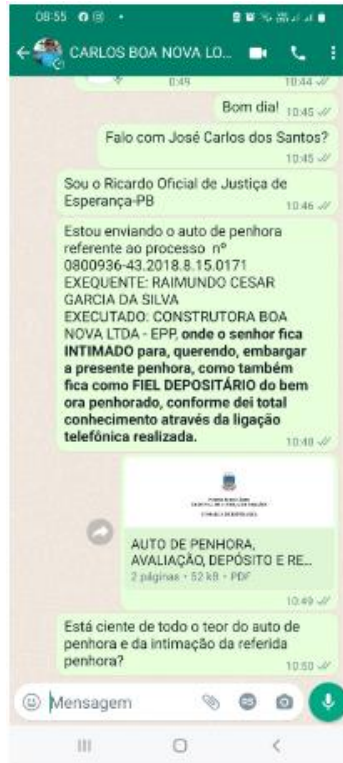 08:55
CARLOS BOA NOVA LO...
0:49
10:44
Bom dia! 10:45
Falo com José Carlos dos Santos?
10:45
Sou o Ricardo Oficial de Justiça de
Esperança-PB
10:46
Estou enviando o auto de penhora
referente ao processo nº
0800936-43.2018.8.15.0171
EXEQUENTE: RAIMUNDO CESAR
GARCIA DA SILVA
EXECUTADO: CONSTRUTORA BOA
NOVA LTDA - EPP, onde o senhor fica
INTIMADO para, querendo, embargar
a presente penhora, como também
fica como FIEL DEPOSITÁRIO do bem
ora penhorado, conforme dei total
conhecimento através da ligação
telefônica realizada.
10:48
AUTO DE PENHORA,
AVALIAÇÃO, DEPÓSITO E RE...
2 páginas • 52 kB • PDF
10:49
Está ciente de todo o teor do auto de
penhora e da intimação da referida
penhora?
10:50
Mensagem